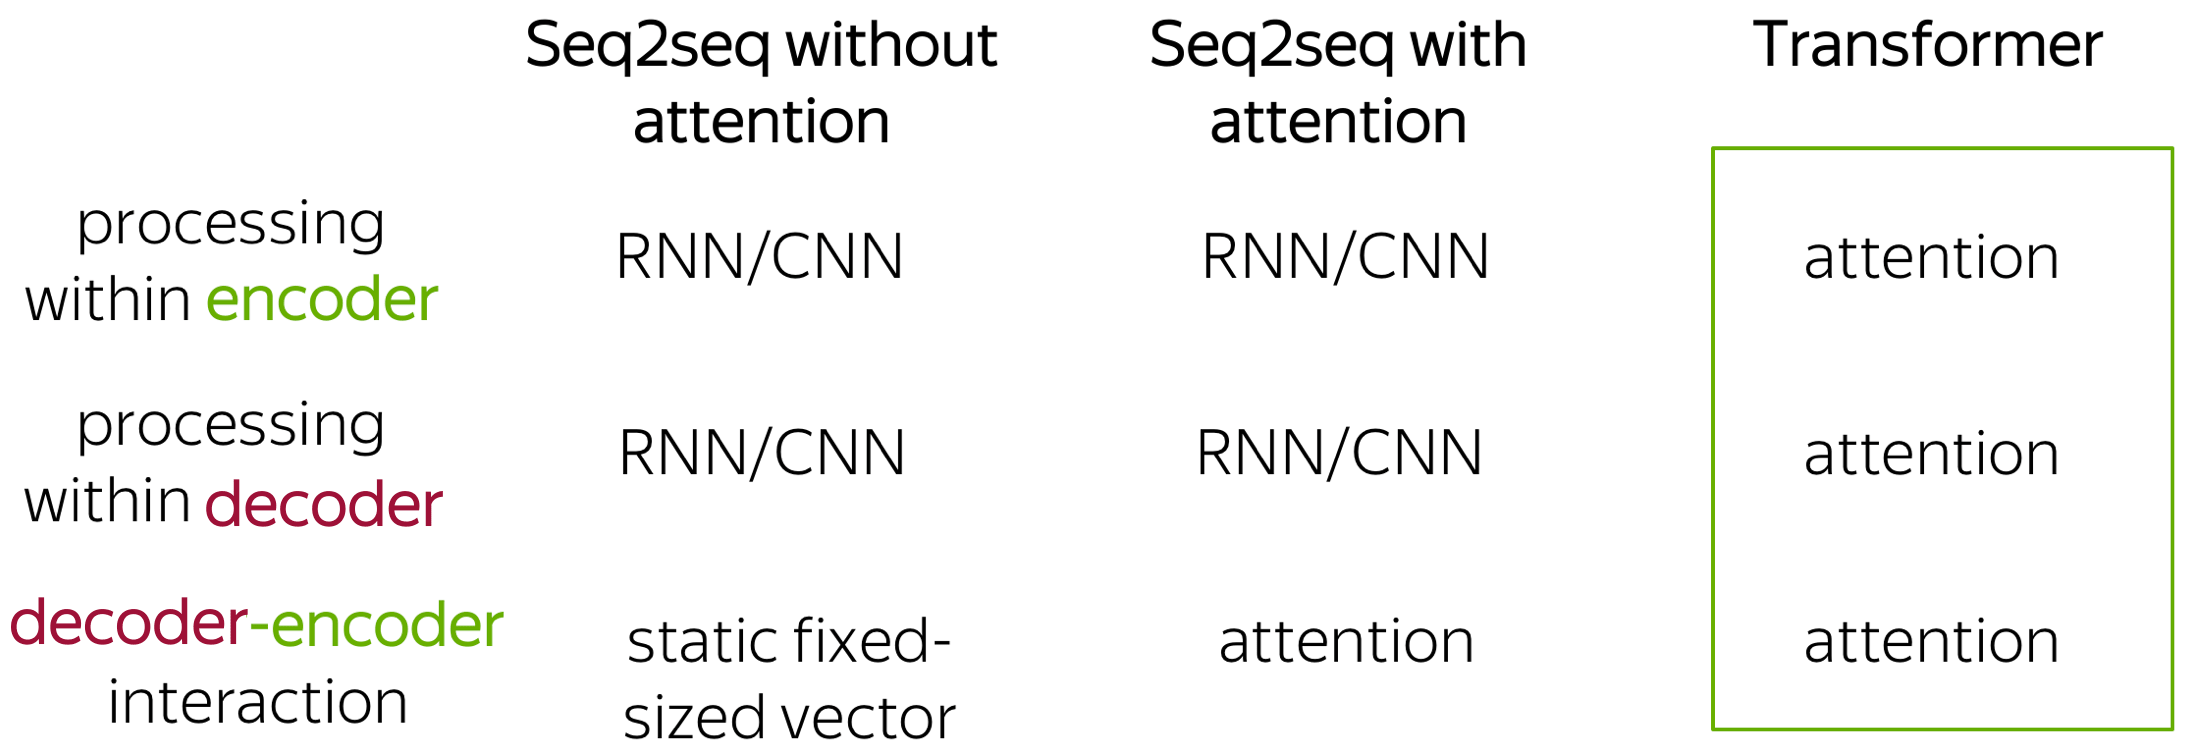 Seq2seq without
attention
Seq2seq with
attention
Transformer
processing
within encoder
RNN/CNN
RNN/CNN
attention
processing
within decoder
RNN/CNN
RNN/CNN
attention
decoder-encoder
interaction
static fixed-
sized vector
attention
attention